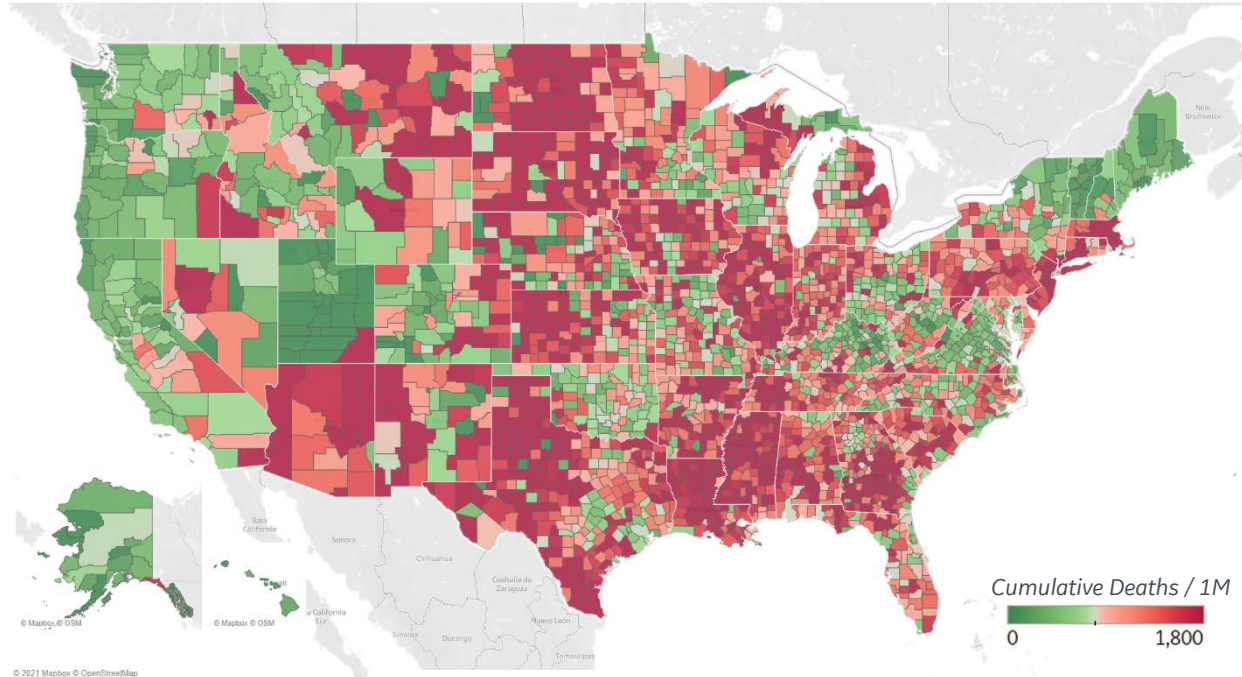 New
Brunswick
Baja
California
Sonora
Chihuahua
Coahuila de
Zaragoza
Nuevo León
Sinaloa
Durango
Tamaulipas
a California
Sur
© Mapbox © OSM
© Mapbox © OSM
© 2021 Mapbox © OpenStreetMap
Cumulative Deaths / 1M
0
1,800